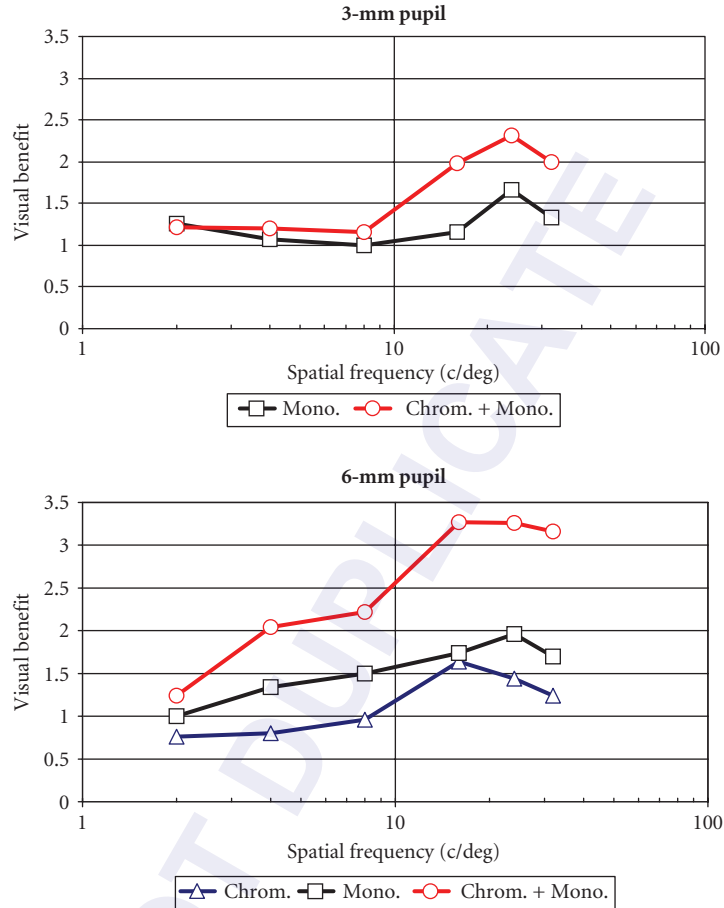 3-mm pupil
3.5
3
2.5
2
1.5
1
0.5
0
Visual benefit
1 10 100
Spatial frequency (c/deg)
Mono. Chrom. + Mono.
6-mm pupil
3.5
3
2.5
2
1.5
1
0.5
0
Visual benefit
1 10 100
Spatial frequency (c/deg)
Chrom. Mono. Chrom. + Mono.
OT DUPLICATE